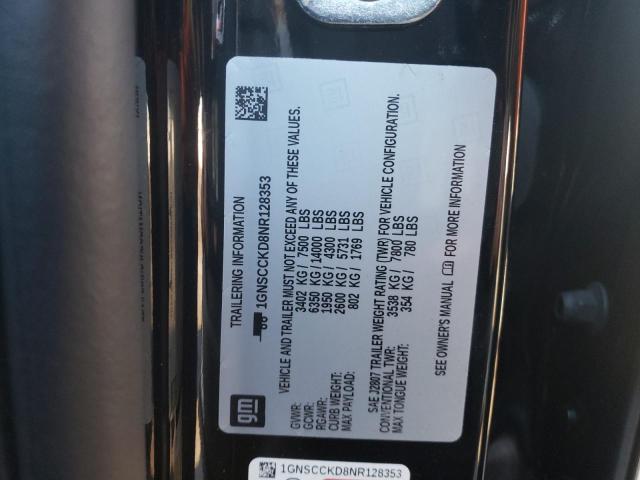 TRAILERING INFORMATION
1GNSCCKD8NR128353
VEHICLE AND TRAILER MUST NOT EXCEED ANY OF THESE VALUES.
GVWR: 3402 KG / 7500 LBS
GCWR: 6350 KG / 14000 LBS
RGAWR: 1950 KG / 4300 LBS
CURB WEIGHT: 2600 KG / 5731 LBS
MAX PAYLOAD: 802 KG / 1769 LBS
SAE J2807 TRAILER WEIGHT RATING (TWR) FOR VEHICLE CONFIGURATION.
CONVENTIONAL TWR: 3538 KG / 7800 LBS
MAX TONGUE WEIGHT: 354 KG / 780 LBS
SEE OWNER'S MANUAL FOR MORE INFORMATION
gm
1GNSCCKD8NR128353